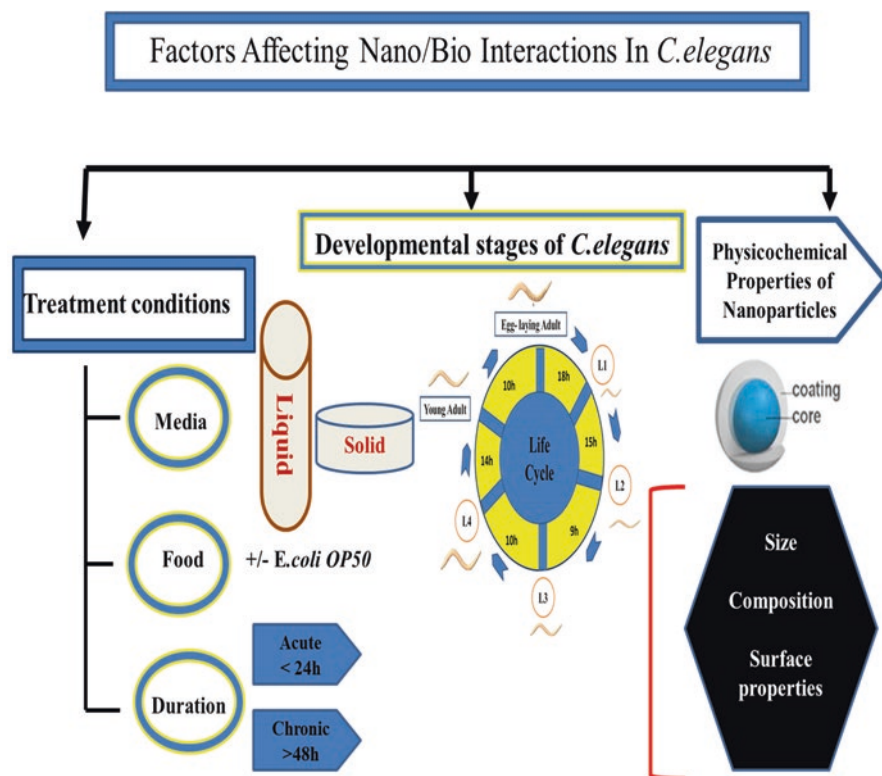 Factors Affecting Nano/Bio Interactions In C.elegans
Treatment conditions
Media
Liquid
Solid
Food
+/- E.coli OP50
Duration
Acute
< 24h
Chronic
>48h
Developmental stages of C.elegans
Egg- laying Adult
18h
L1
15h
L2
9h
L3
10h
L4
14h
Young Adult
10h
Life
Cycle
Physicochemical
Properties of
Nanoparticles
coating
core
Size
Composition
Surface
properties